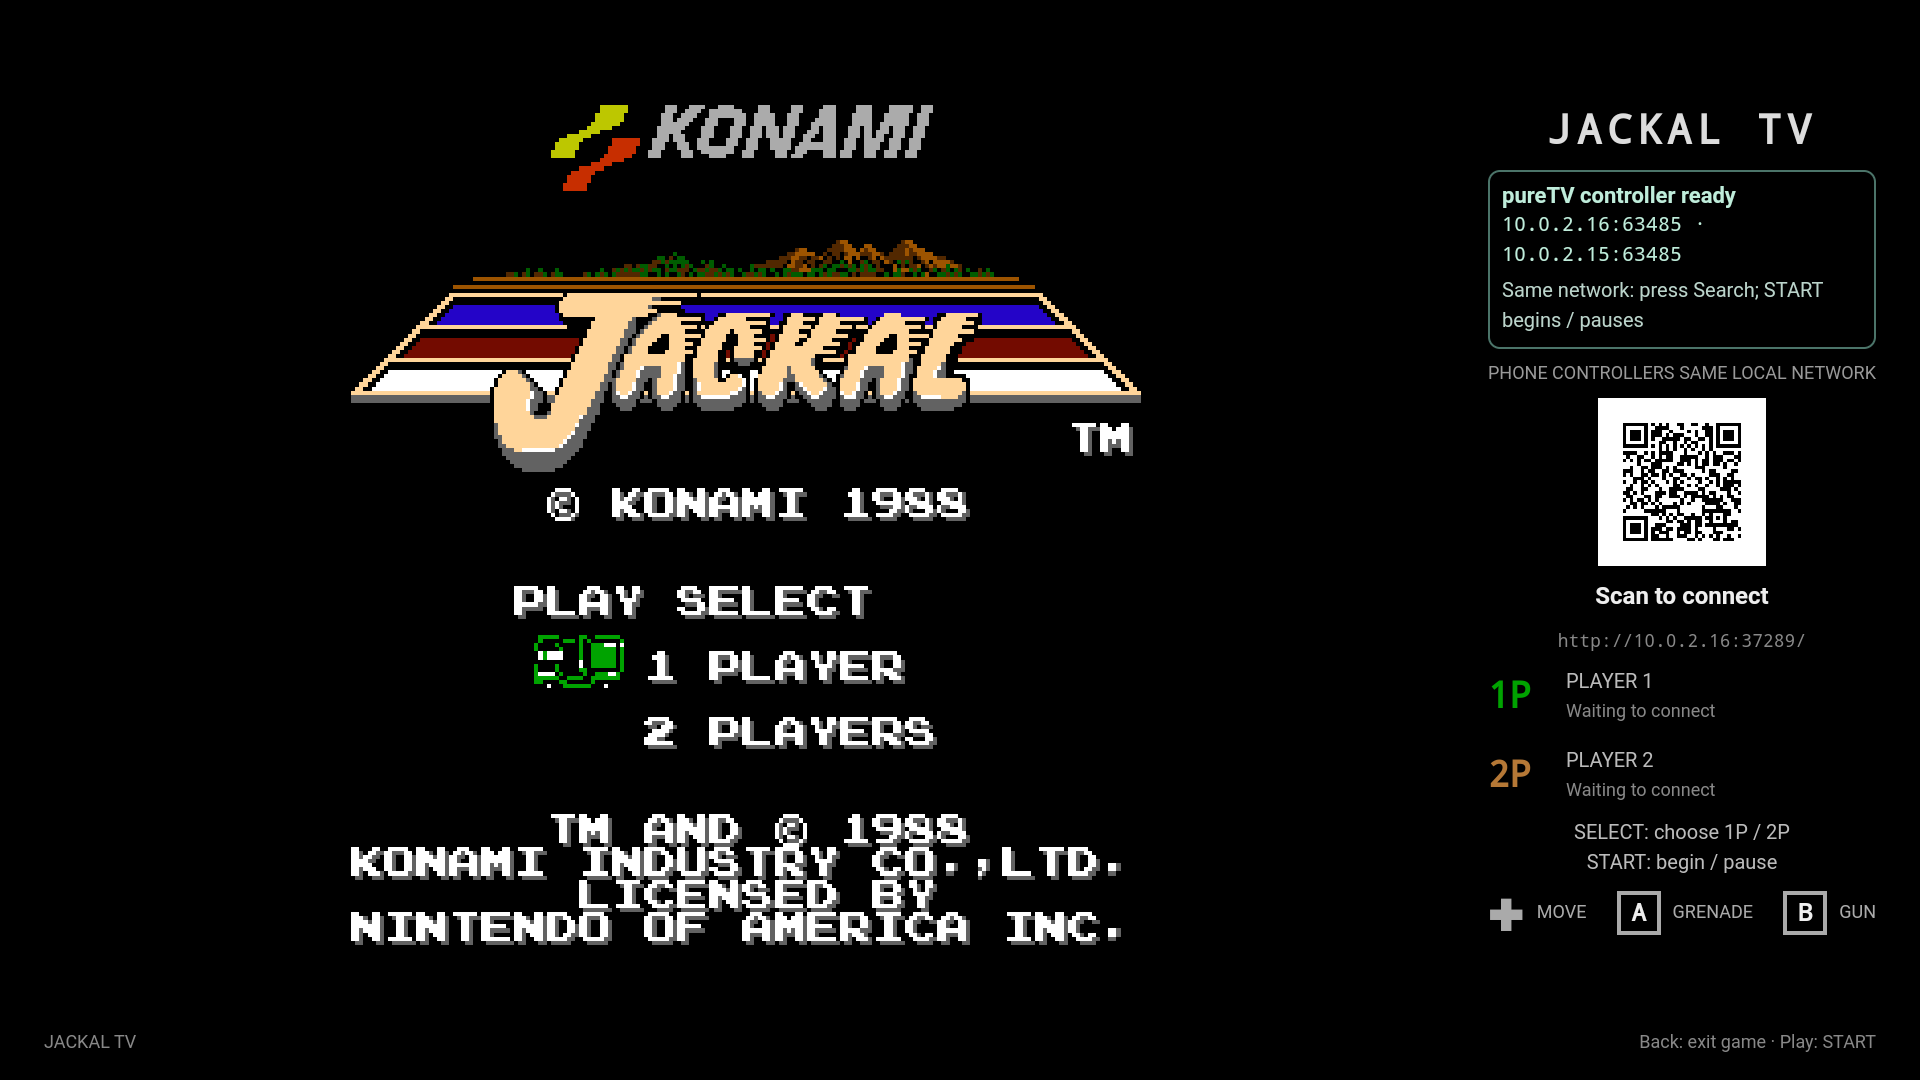 KONAMI
JACKAL
TM
© KONAMI 1988
PLAY SELECT
1 PLAYER
2 PLAYERS
TM AND © 1988
KONAMI INDUSTRY CO.,LTD.
LICENSED BY
NINTENDO OF AMERICA INC.
JACKAL TV
pureTV controller ready
10.0.2.16:63485 ·
10.0.2.15:63485
Same network: press Search; START
begins / pauses
PHONE CONTROLLERS SAME LOCAL NETWORK
Scan to connect
http://10.0.2.16:37289/
1P PLAYER 1
Waiting to connect
2P PLAYER 2
Waiting to connect
SELECT: choose 1P / 2P
START: begin / pause
MOVE A GRENADE B GUN
JACKAL TV
Back: exit game · Play: START